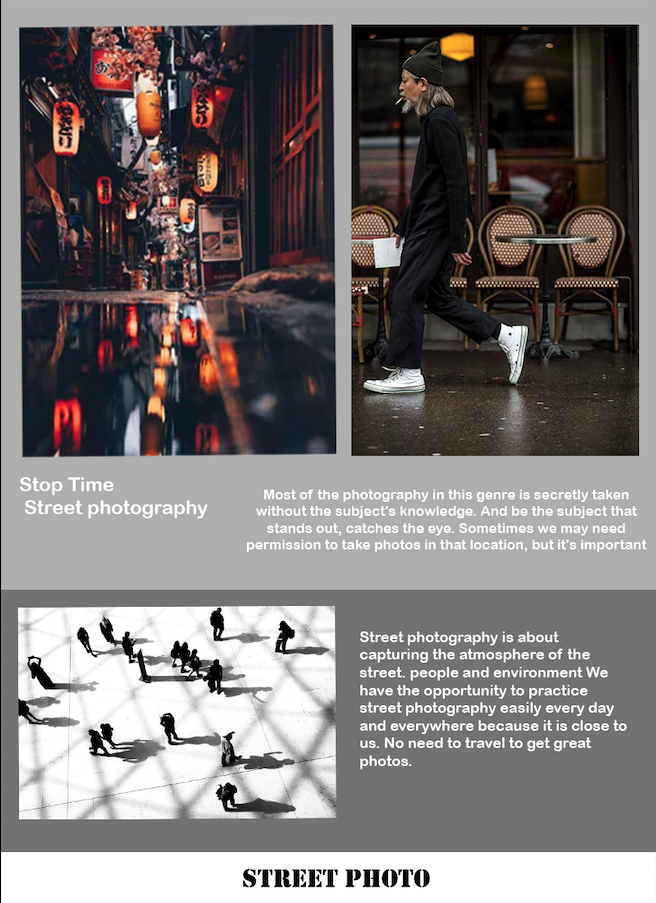 お
Stop Time
Street photography
Most of the photography in this genre is secretly taken
without the subject's knowledge. And be the subject that
stands out, catches the eye. Sometimes we may need
permission to take photos in that location, but it's important
Street photography is about
capturing the atmosphere of the
street. people and environment We
have the opportunity to practice
street photography easily every day
and everywhere because it is close to
us. No need to travel to get great
photos.
STREET PHOTO